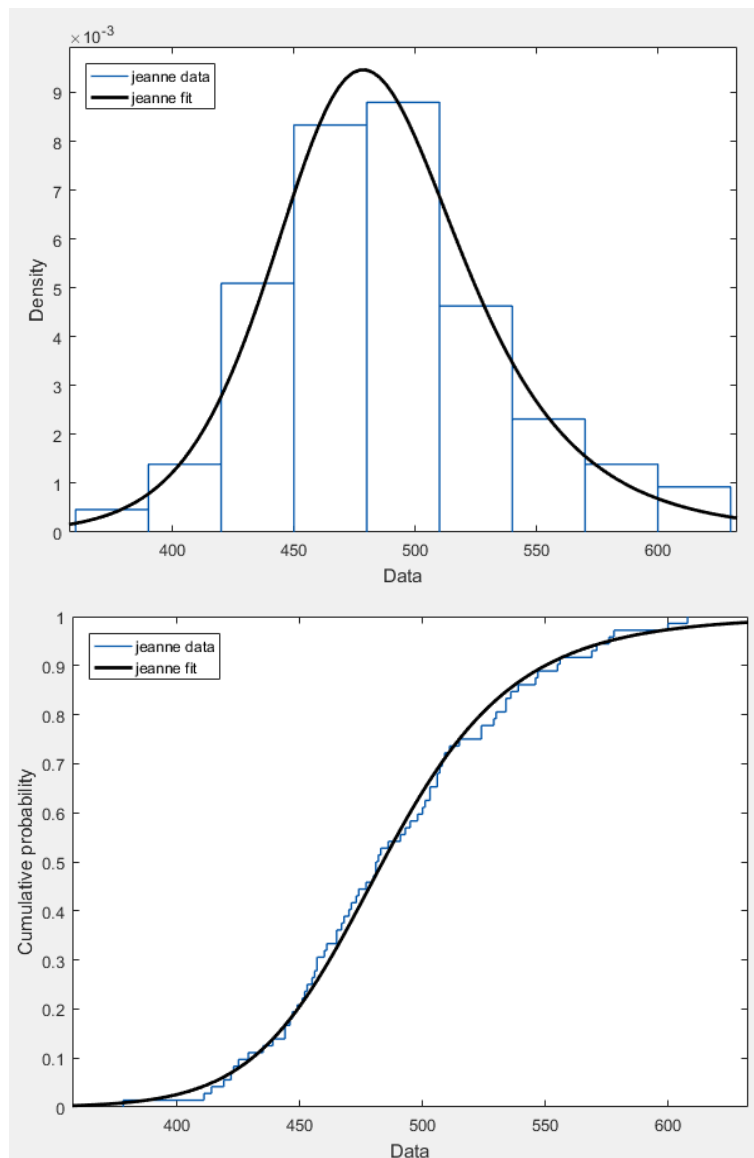 ×10⁻³
jeanne data
jeanne fit
9
8
7
6
5
4
3
2
1
0
Density
400 450 500 550 600
Data
jeanne data
jeanne fit
1
0.9
0.8
0.7
0.6
0.5
0.4
0.3
0.2
0.1
0
Cumulative probability
400 450 500 550 600
Data